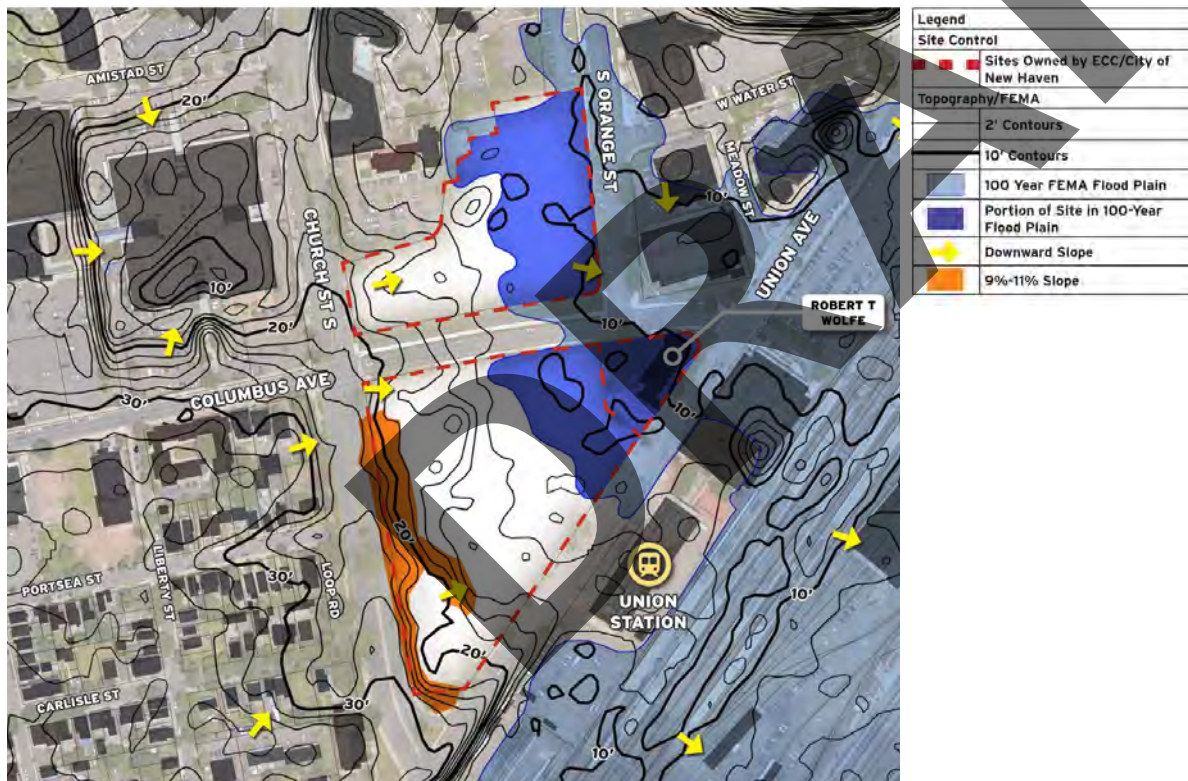 AMISTAD ST
20'
S ORANGE ST
W WATER ST
MEADOW ST
10'
CHURCH ST S
UNION AVE
10'
20'
10'
ROBERT T
WOLFE
COLUMBUS AVE
30'
10'
20'
PORTSEA ST
LIBERTY ST
30'
LOOP RD
UNION
STATION
10'
20'
CARLISLE ST
30'
10'
DRAFT
Legend
Site Control
Sites Owned by ECC/City of
New Haven
Topography/FEMA
2' Contours
10' Contours
100 Year FEMA Flood Plain
Portion of Site in 100-Year
Flood Plain
Downward Slope
9%-11% Slope